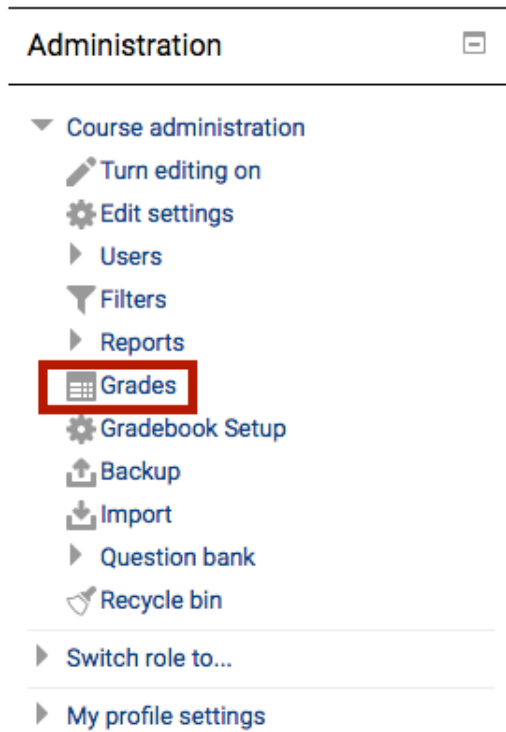 Administration
Course administration
Turn editing on
Edit settings
Users
Filters
Reports
Grades
Gradebook Setup
Backup
Import
Question bank
Recycle bin
Switch role to...
My profile settings